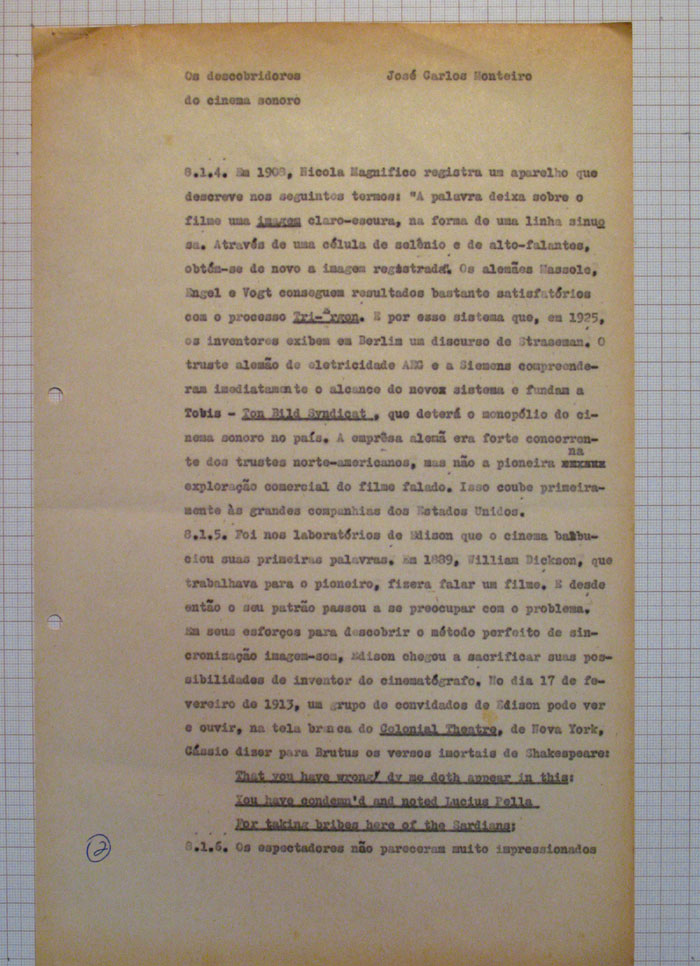 Os descobridores José Carlos Monteiro
do cinema sonoro
8.1.4. Em 1908, Nicola Magnifico registra um aparelho que
descreve nos seguintes termos: "A palavra deixa sobre o
filme uma imagem claro-escura, na forma de uma linha sinuo
sa. Através de uma célula de selênio e de alto-falantes,
obtém-se de novo a imagem registrada". Os alemães Massole,
Engel e Vogt conseguem resultados bastante satisfatórios
com o processo Tri-Ergon. E por esse sistema que, em 1925,
os inventores exibem em Berlim um discurso de Straseman. O
truste alemão de eletricidade AEG e a Siemens compreende-
ram imediatamente o alcance do novo sistema e fundam a
Tobis - Ton Bild Syndicat , que deterá o monopólio do ci-
nema sonoro no país. A emprêsa alemã era forte concorren-
te dos trustes norte-americanos, mas não a pioneira na
exploração comercial do filme falado. Isso coube primeira-
mente às grandes companhias dos Estados Unidos.
8.1.5. Foi nos laboratórios de Edison que o cinema balbu-
ciou suas primeiras palavras. Em 1889, William Dickson, que
trabalhava para o pioneiro, fizera falar um filme. E desde
então o seu patrão passou a se preocupar com o problema.
Em seus esforços para descobrir o método perfeito de sin-
cronização imagem-som, Edison chegou a sacrificar suas pos-
sibilidades de inventor do cinematógrafo. No dia 17 de fe-
vereiro de 1913, um grupo de convidados de Edison pode ver
e ouvir, na tela branca do Colonial Theatre, de Nova York,
Cássio dizer para Brutus os versos imortais de Shakespeare:
That you have wrong' dv me doth appear in this:
You have condemn'd and noted Lucius Pella
For taking bribes here of the Sardians;
8.1.6. Os espectadores não pareceram muito impressionados
2